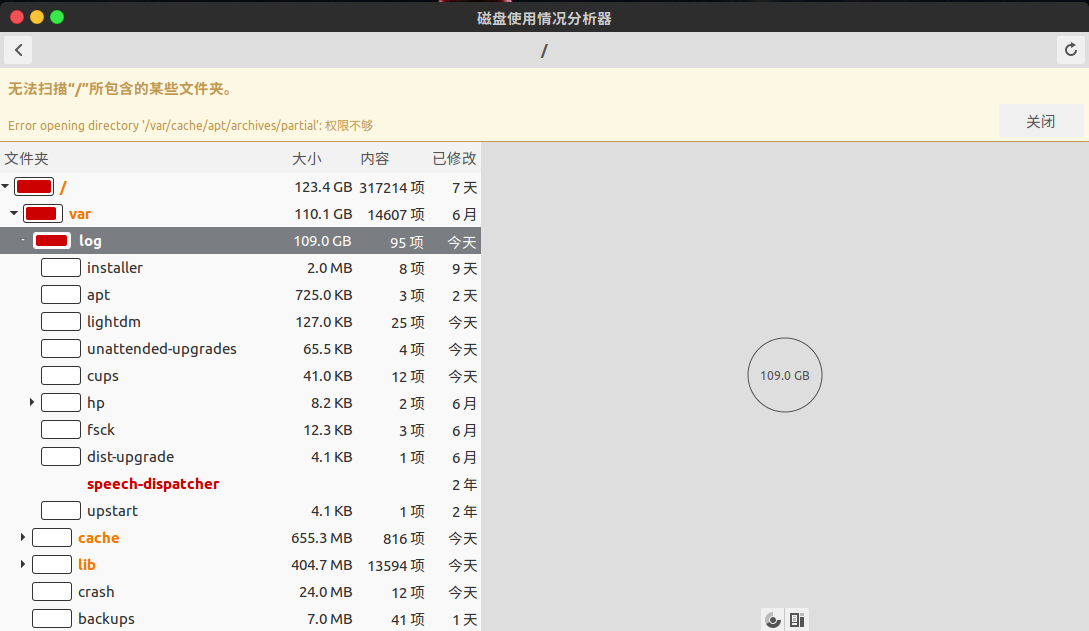 磁盘使用情况分析器
/
无法扫描“/”所包含的某些文件夹。
Error opening directory '/var/cache/apt/archives/partial': 权限不够
关闭
文件夹 大小 内容 已修改
/ 123.4 GB 317214 项 7 天
var 110.1 GB 14607 项 6 月
log 109.0 GB 95 项 今天
installer 2.0 MB 8 项 9 天
apt 725.0 KB 3 项 2 天
lightdm 127.0 KB 25 项 今天
unattended-upgrades 65.5 KB 4 项 今天
cups 41.0 KB 12 项 今天
hp 8.2 KB 2 项 6 月
fsck 12.3 KB 3 项 6 月
dist-upgrade 4.1 KB 1 项 6 月
speech-dispatcher 2 年
upstart 4.1 KB 1 项 2 年
cache 655.3 MB 816 项 今天
lib 404.7 MB 13594 项 今天
crash 24.0 MB 12 项 今天
backups 7.0 MB 41 项 1 天
109.0 GB